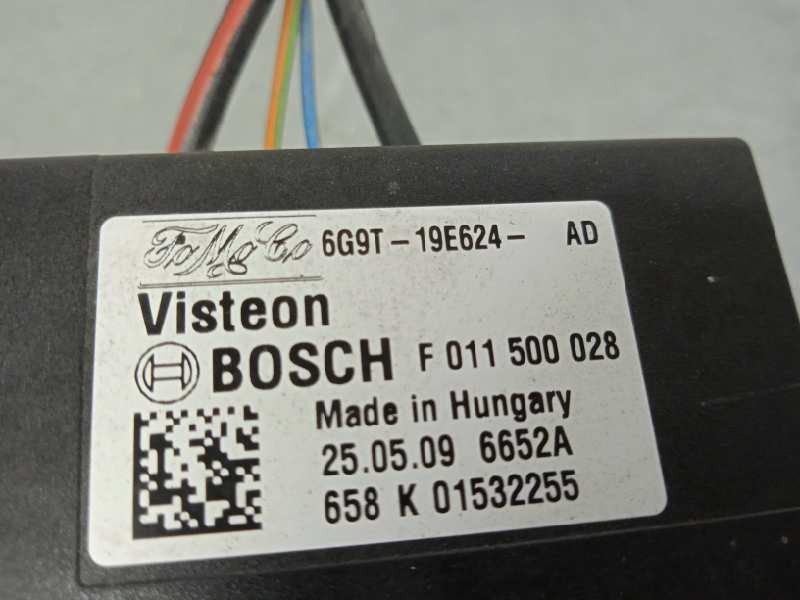 FoMoCo 6G9T-19E624- AD
Visteon
BOSCH F 011 500 028
Made in Hungary
25.05.09 6652A
658 K 01532255